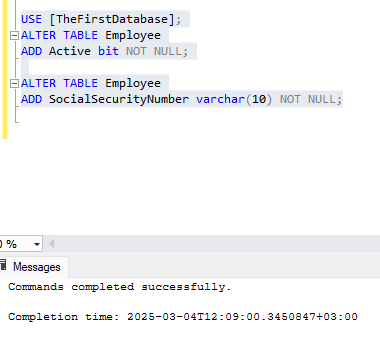 USE [TheFirstDatabase];
ALTER TABLE Employee
ADD Active bit NOT NULL;
ALTER TABLE Employee
ADD SocialSecurityNumber varchar(10) NOT NULL;
0 %
Messages
Commands completed successfully.
Completion time: 2025-03-04T12:09:00.3450847+03:00